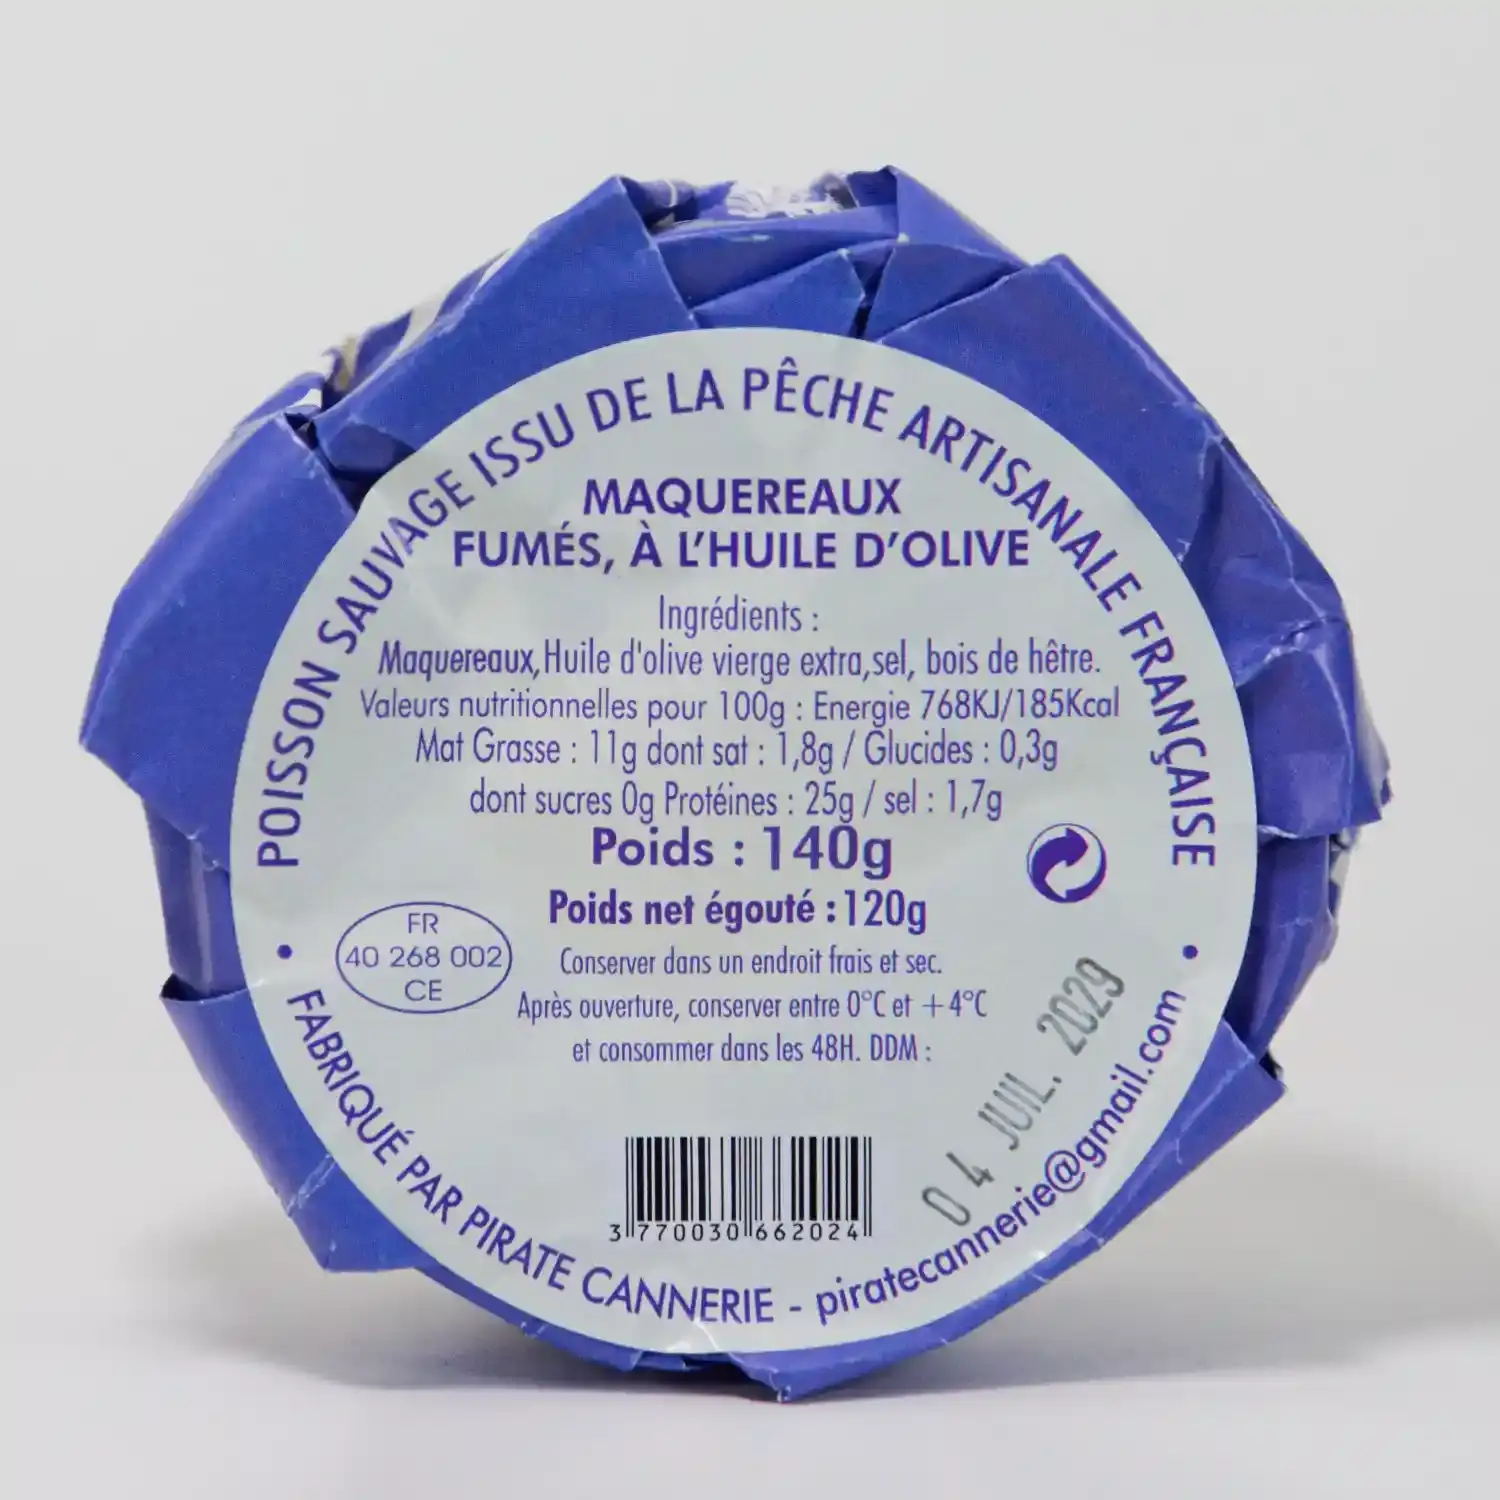 POISSON SAUVAGE ISSU DE LA PÊCHE ARTISANALE FRANÇAISE
MAQUEREAUX
FUMÉS, À L'HUILE D'OLIVE
Ingrédients :
Maquereaux, Huile d'olive vierge extra, sel, bois de hêtre.
Valeurs nutritionnelles pour 100g : Energie 768KJ/185Kcal
Mat Grasse : 11g dont sat : 1,8g / Glucides : 0,3g
dont sucres 0g Protéines : 25g / sel : 1,7g
Poids : 140g
Poids net égoutté : 120g
FR
40 268 002
CE
Conserver dans un endroit frais et sec.
Après ouverture, conserver entre 0°C et +4°C
et consommer dans les 48H. DDM :
04 JUIL. 2029
3 770030 662024
• FABRIQUÉ PAR PIRATE CANNERIE - piratecannerie@gmail.com •